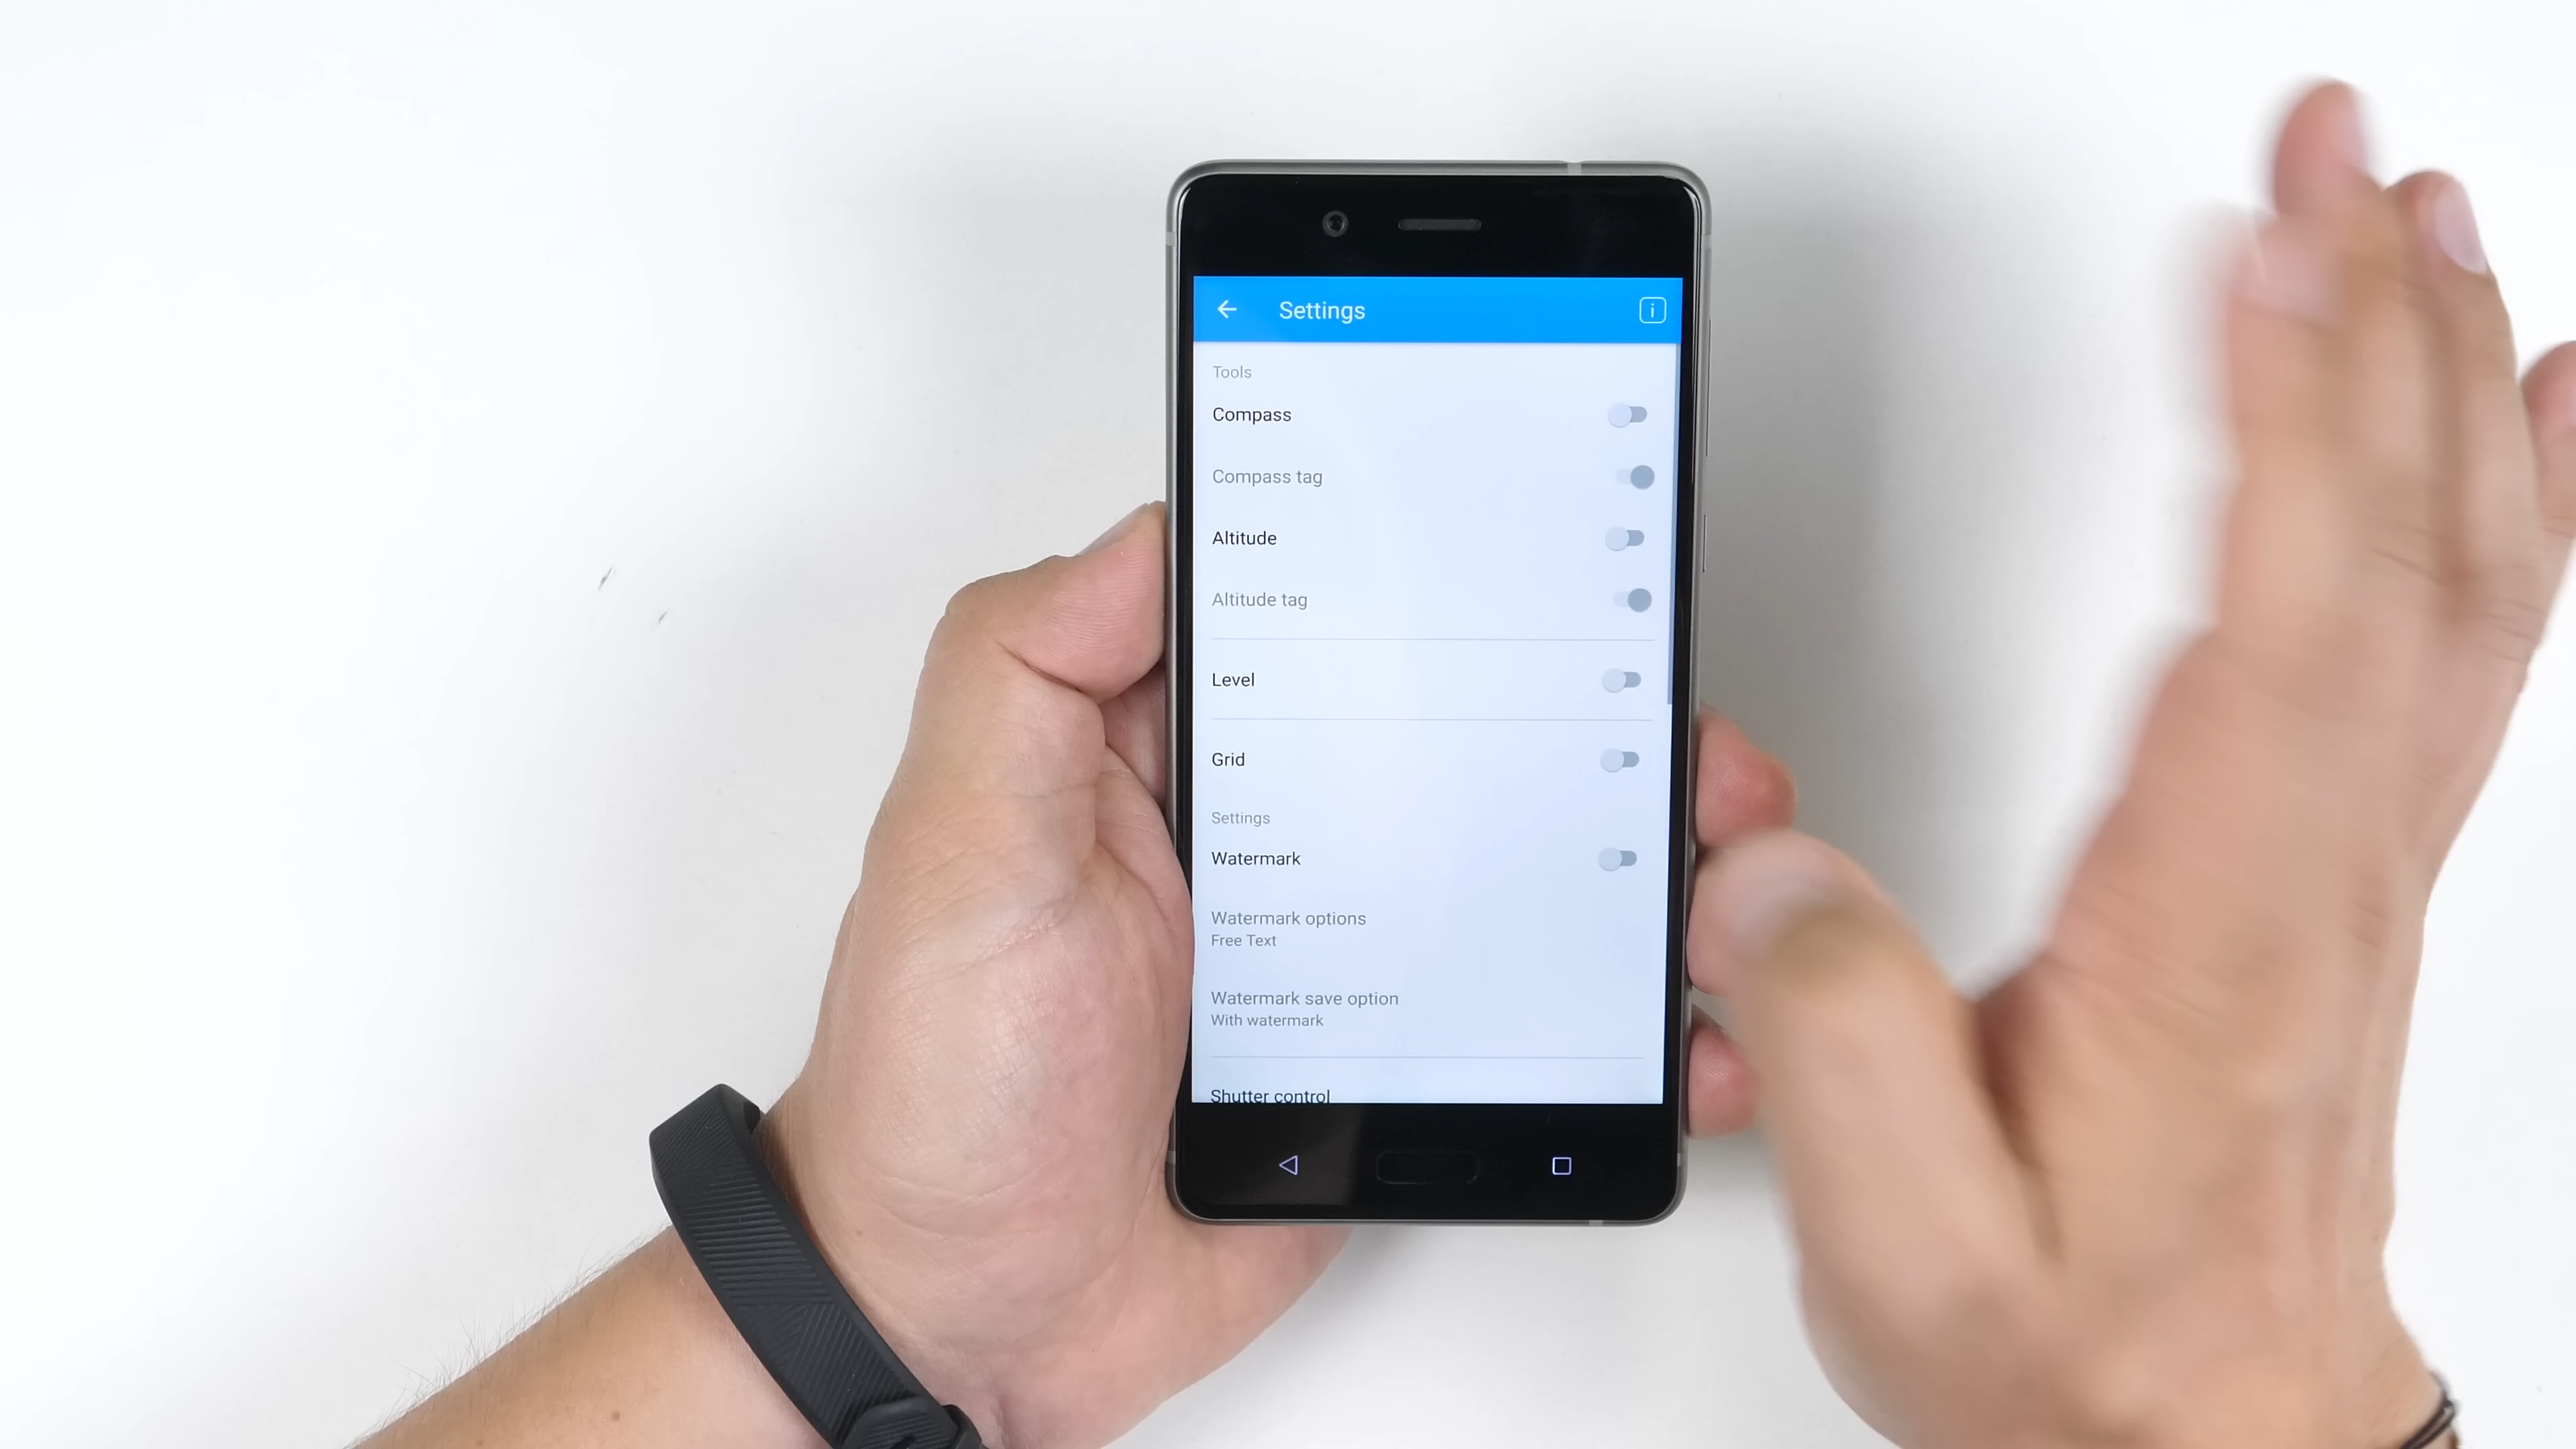 Settings
Tools
Compass
Compass tag
Altitude
Altitude tag
Level
Grid
Settings
Watermark
Watermark options
Free Text
Watermark save option
With watermark
Shutter control